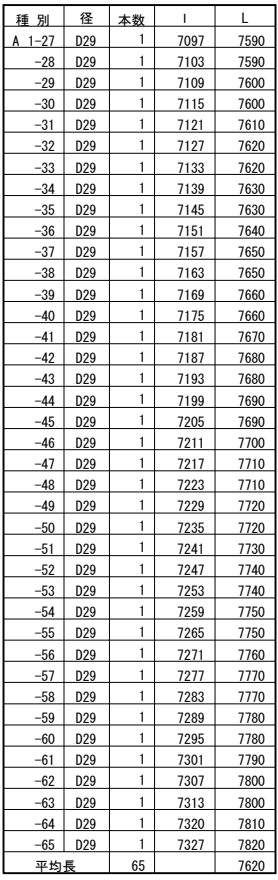 種 別 径 本数 l L
A 1-27 D29 1 7097 7590
-28 D29 1 7103 7590
-29 D29 1 7109 7600
-30 D29 1 7115 7600
-31 D29 1 7121 7610
-32 D29 1 7127 7620
-33 D29 1 7133 7620
-34 D29 1 7139 7630
-35 D29 1 7145 7630
-36 D29 1 7151 7640
-37 D29 1 7157 7650
-38 D29 1 7163 7650
-39 D29 1 7169 7660
-40 D29 1 7175 7660
-41 D29 1 7181 7670
-42 D29 1 7187 7680
-43 D29 1 7193 7680
-44 D29 1 7199 7690
-45 D29 1 7205 7690
-46 D29 1 7211 7700
-47 D29 1 7217 7710
-48 D29 1 7223 7710
-49 D29 1 7229 7720
-50 D29 1 7235 7720
-51 D29 1 7241 7730
-52 D29 1 7247 7740
-53 D29 1 7253 7740
-54 D29 1 7259 7750
-55 D29 1 7265 7750
-56 D29 1 7271 7760
-57 D29 1 7277 7770
-58 D29 1 7283 7770
-59 D29 1 7289 7780
-60 D29 1 7295 7780
-61 D29 1 7301 7790
-62 D29 1 7307 7800
-63 D29 1 7313 7800
-64 D29 1 7320 7810
-65 D29 1 7327 7820
平均長 65 7620